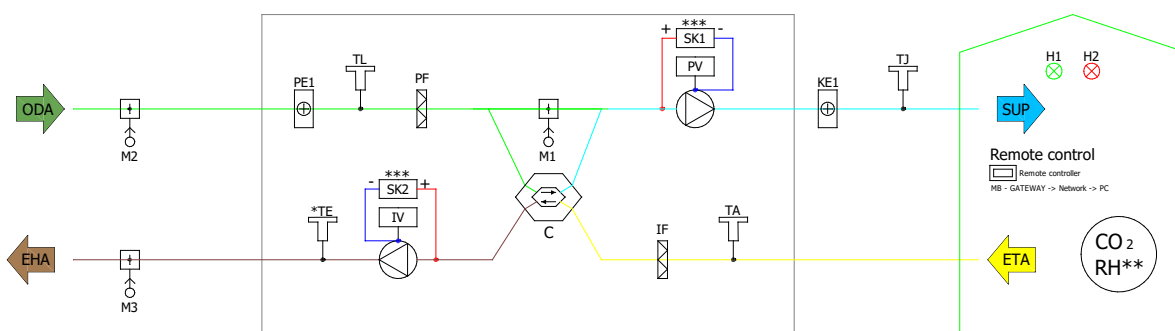 ***
+ SK1 -
PV
TL
PF
PE1
KE1
TJ
H1 H2
ODA
M2
M1
SUP
Remote control
Remote controller
MB - GATEWAY -> Network -> PC
***
- SK2 +
IV
*TE
C
IF
TA
EHA
M3
ETA
CO2
RH**